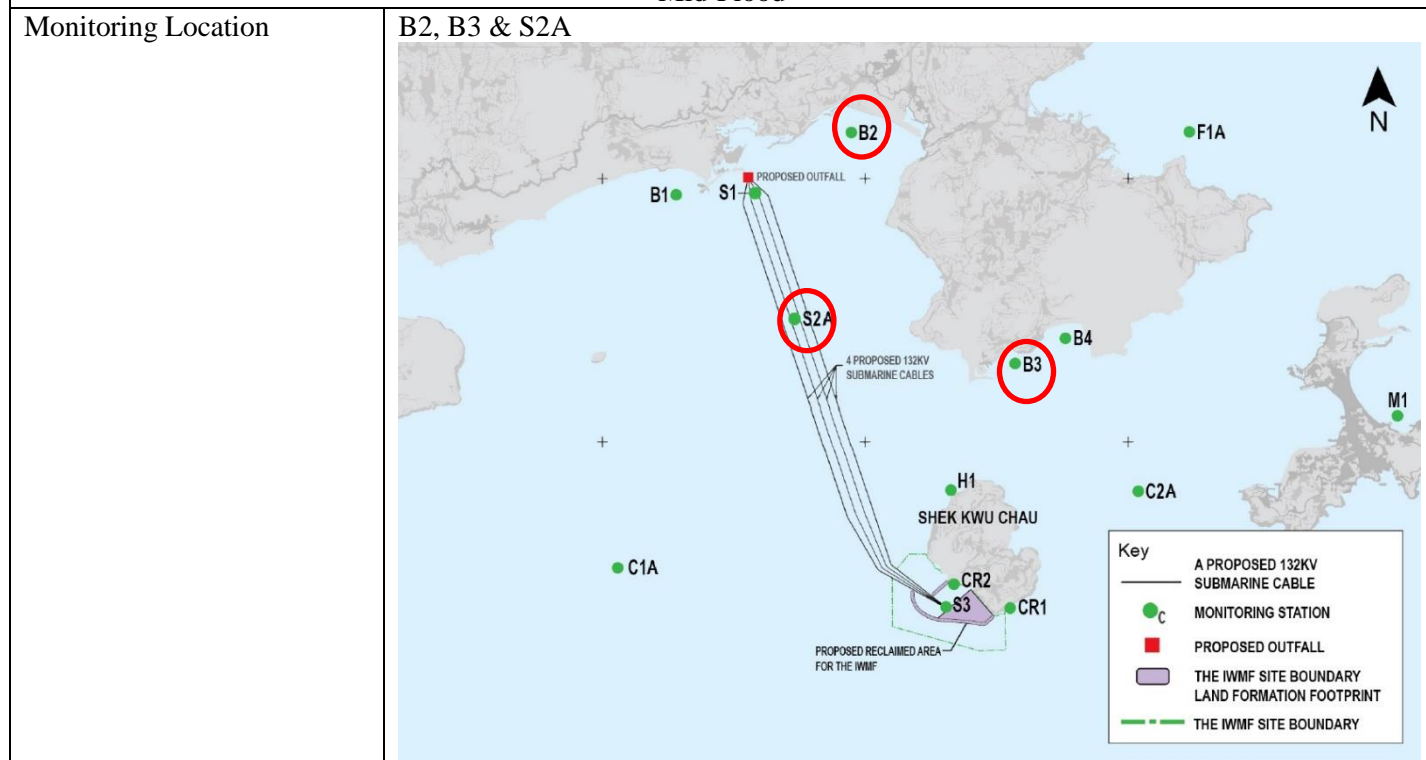 Mid-Flood
Monitoring Location
B2, B3 & S2A
N
B2
F1A
PROPOSED OUTFALL
B1
S1
S2A
B4
4 PROPOSED 132KV
SUBMARINE CABLES
B3
M1
H1
C2A
SHEK KWU CHAU
C1A
CR2
S3
CR1
PROPOSED RECLAIMED AREA
FOR THE IWMF
Key
A PROPOSED 132KV
SUBMARINE CABLE
C
MONITORING STATION
PROPOSED OUTFALL
THE IWMF SITE BOUNDARY
LAND FORMATION FOOTPRINT
THE IWMF SITE BOUNDARY